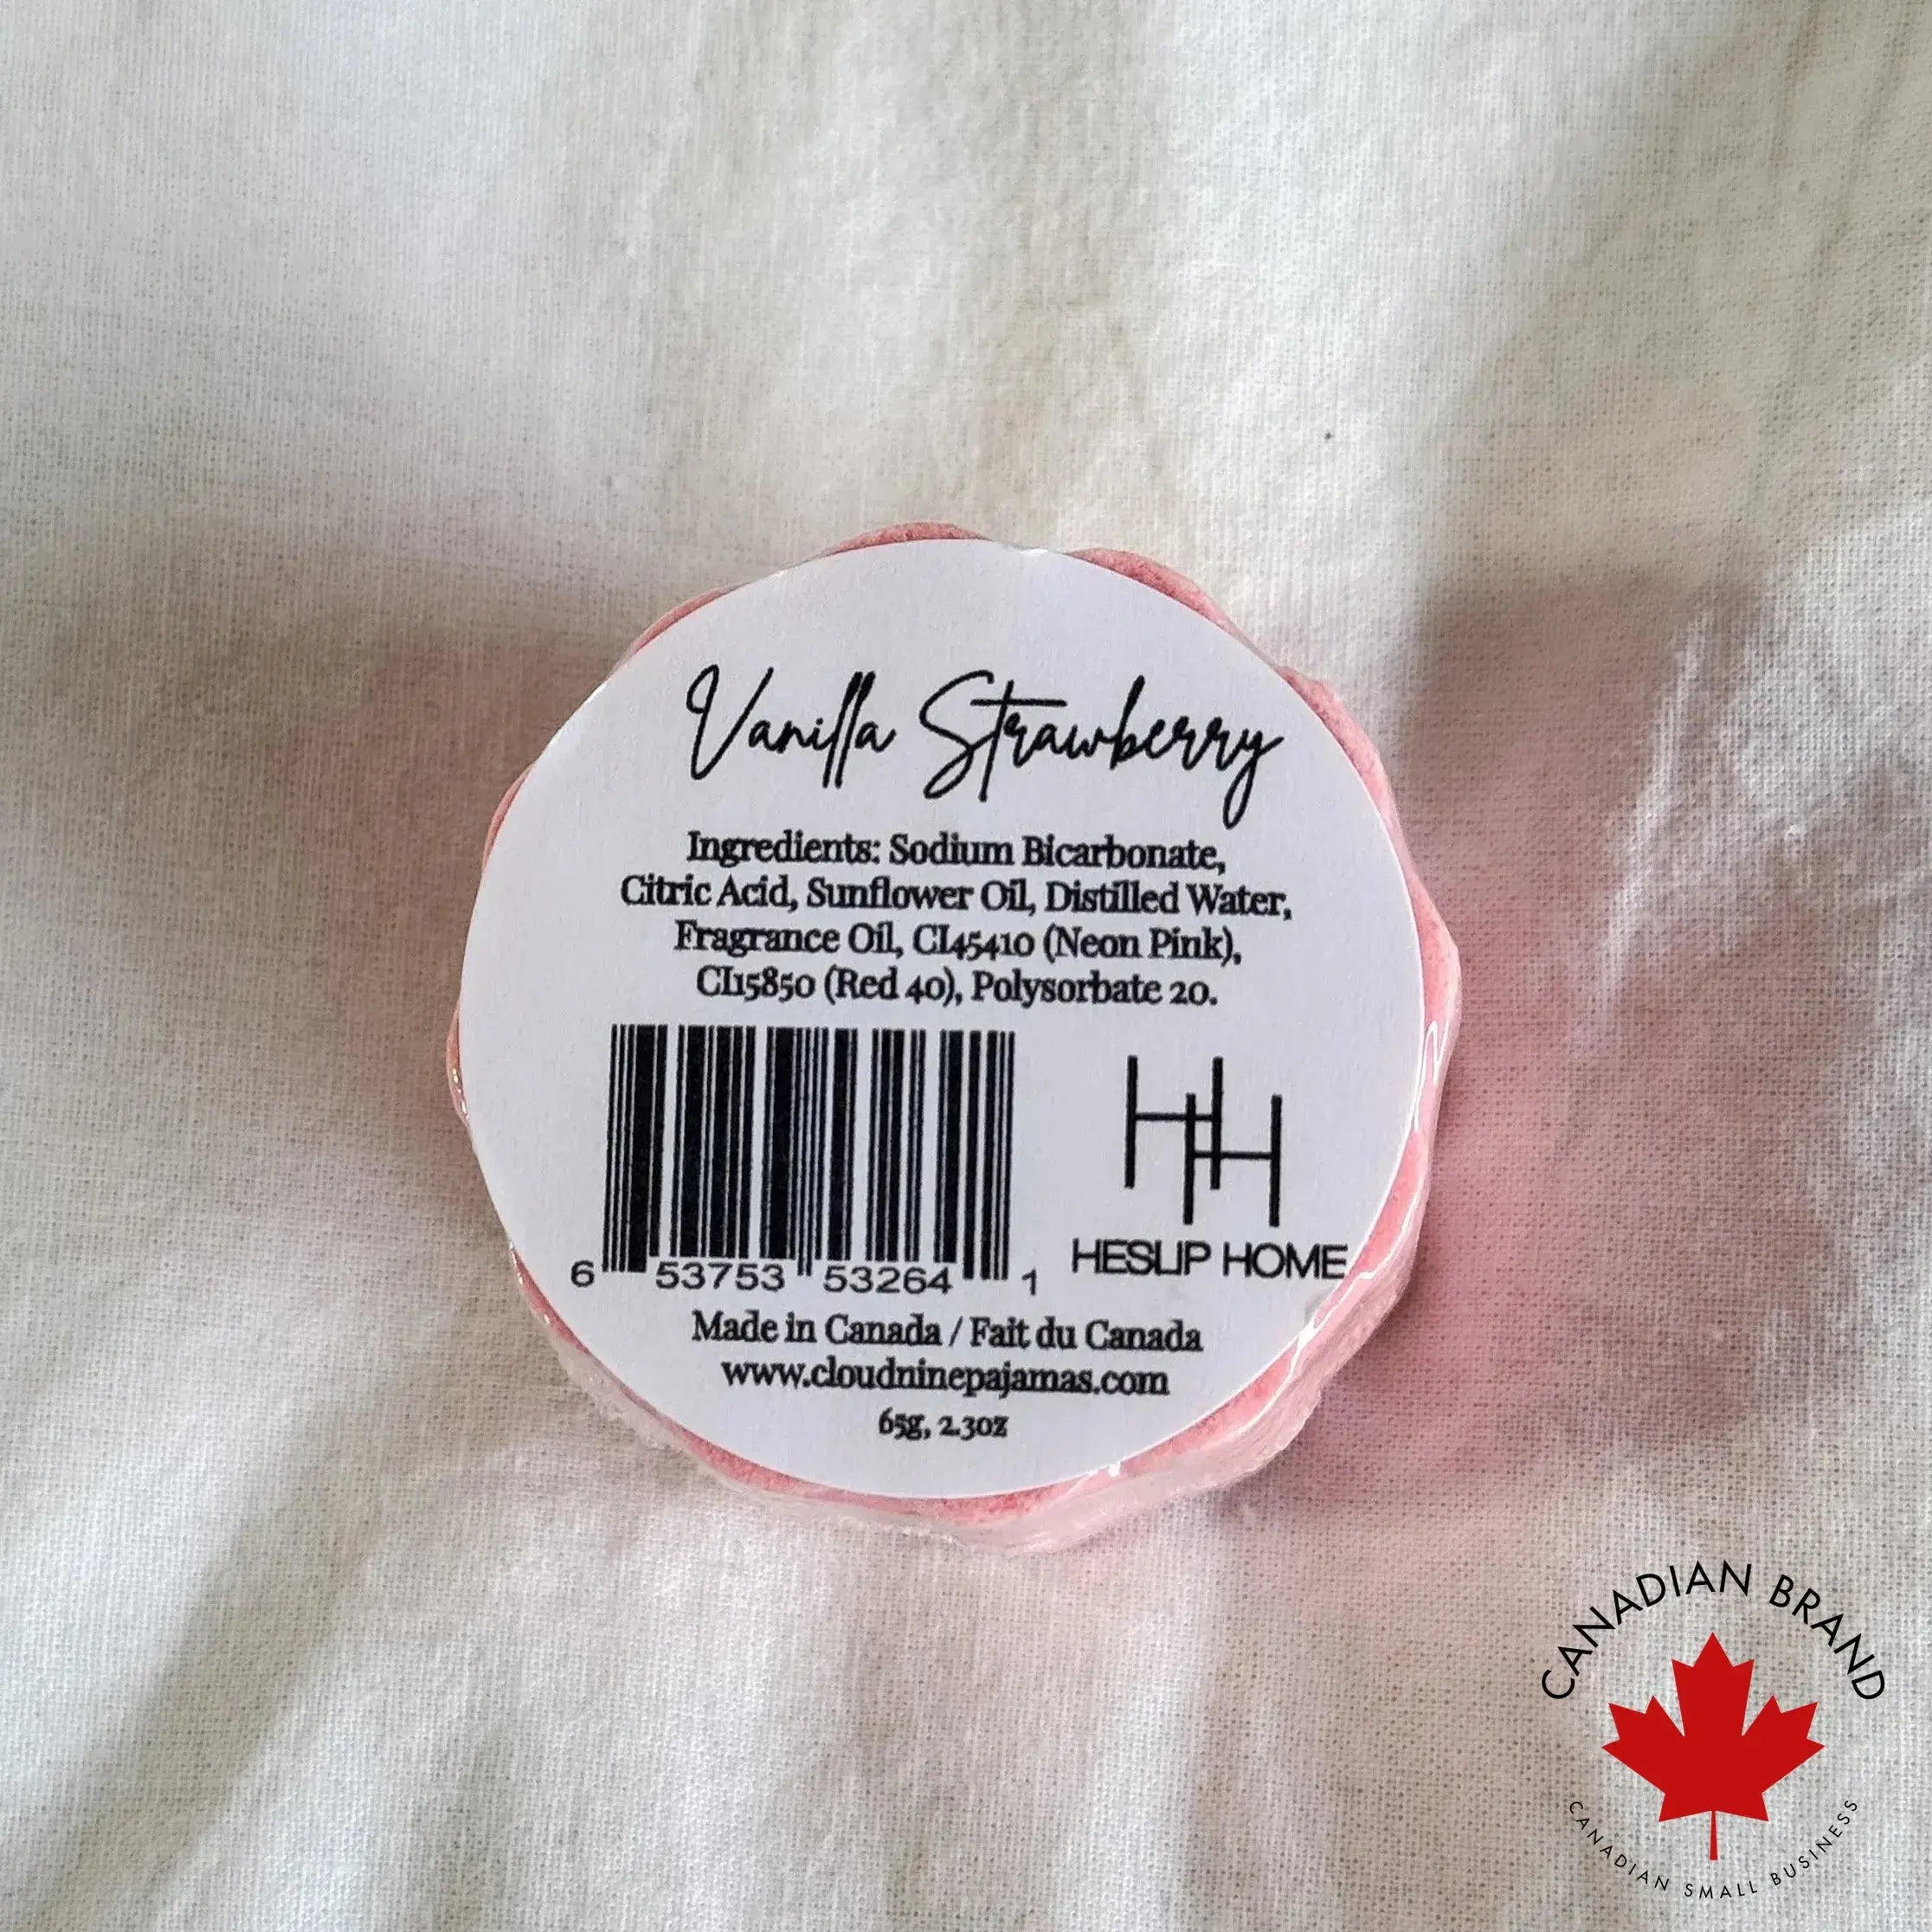 Vanilla Strawberry
Ingredients: Sodium Bicarbonate,
Citric Acid, Sunflower Oil, Distilled Water,
Fragrance Oil, CI45410 (Neon Pink),
CI15850 (Red 40), Polysorbate 20.
HH
6 53753 53264 1
HESLIP HOME
Made in Canada / Fait du Canada
www.cloudninepajamas.com
65g, 2.3oz
CANADIAN BRAND
CANADIAN SMALL BUSINESS